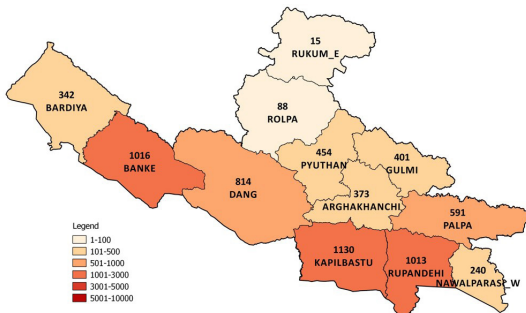 15
RUKUM_E
88
ROLPA
342
BARDIYA
454
PYUTHAN
401
GULMI
1016
BANKE
814
DANG
373
ARGHAKHANCHI
591
PALPA
1130
KAPILBASTU
1013
RUPANDEHI
240
NAWALPARASI_W
Legend
1-100
101-500
501-1000
1001-3000
3001-5000
5001-10000